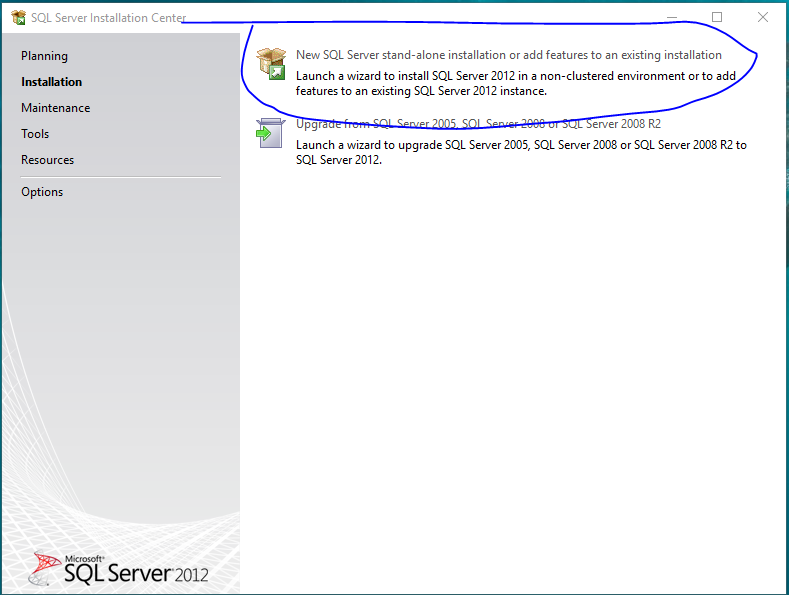 SQL Server Installation Center
Planning
Installation
Maintenance
Tools
Resources
Options
New SQL Server stand-alone installation or add features to an existing installation
Launch a wizard to install SQL Server 2012 in a non-clustered environment or to add
features to an existing SQL Server 2012 instance.
Upgrade from SQL Server 2005, SQL Server 2008 or SQL Server 2008 R2
Launch a wizard to upgrade SQL Server 2005, SQL Server 2008 or SQL Server 2008 R2 to
SQL Server 2012.
Microsoft®
SQL Server 2012